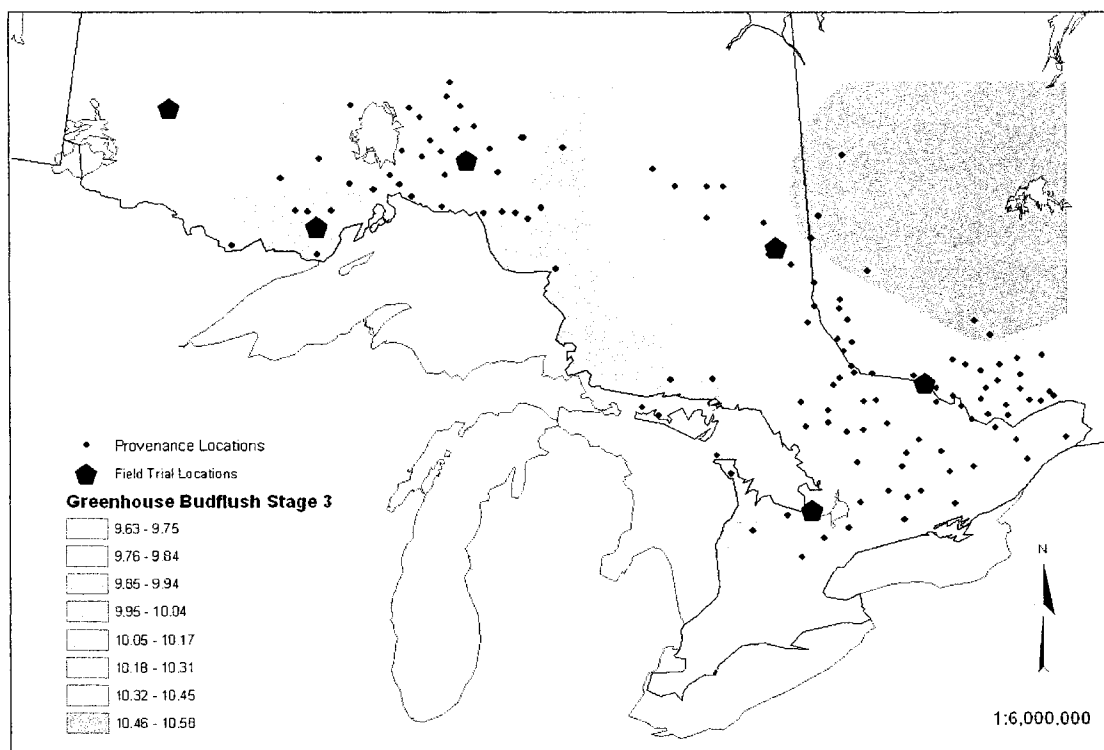 Provenance Locations
Field Trial Locations
Greenhouse Budflush Stage 3
9.63 - 9.75
9.76 - 9.84
9.85 - 9.94
9.95 - 10.04
10.05 - 10.17
10.18 - 10.31
10.32 - 10.45
10.46 - 10.58
N
1:6,000,000